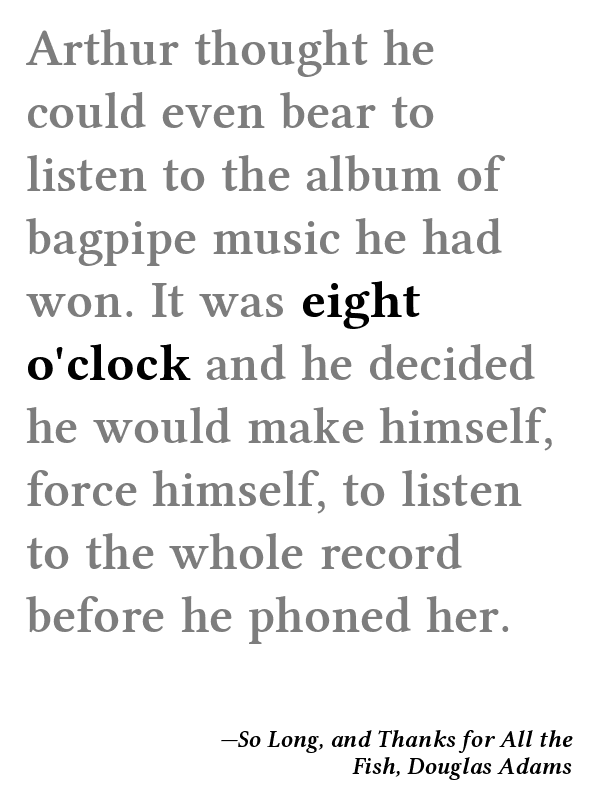 Arthur thought he
could even bear to
listen to the album of
bagpipe music he had
won. It was eight
o'clock and he decided
he would make himself,
force himself, to listen
to the whole record
before he phoned her.
—So Long, and Thanks for All the
Fish, Douglas Adams